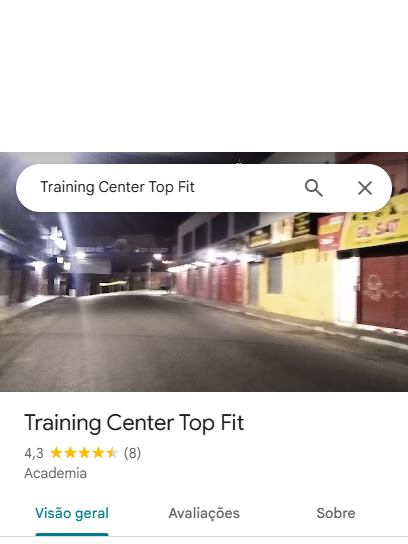 Training Center Top Fit
GIL SAT
Training Center Top Fit
4,3 (8)
Academia
Visão geral Avaliações Sobre